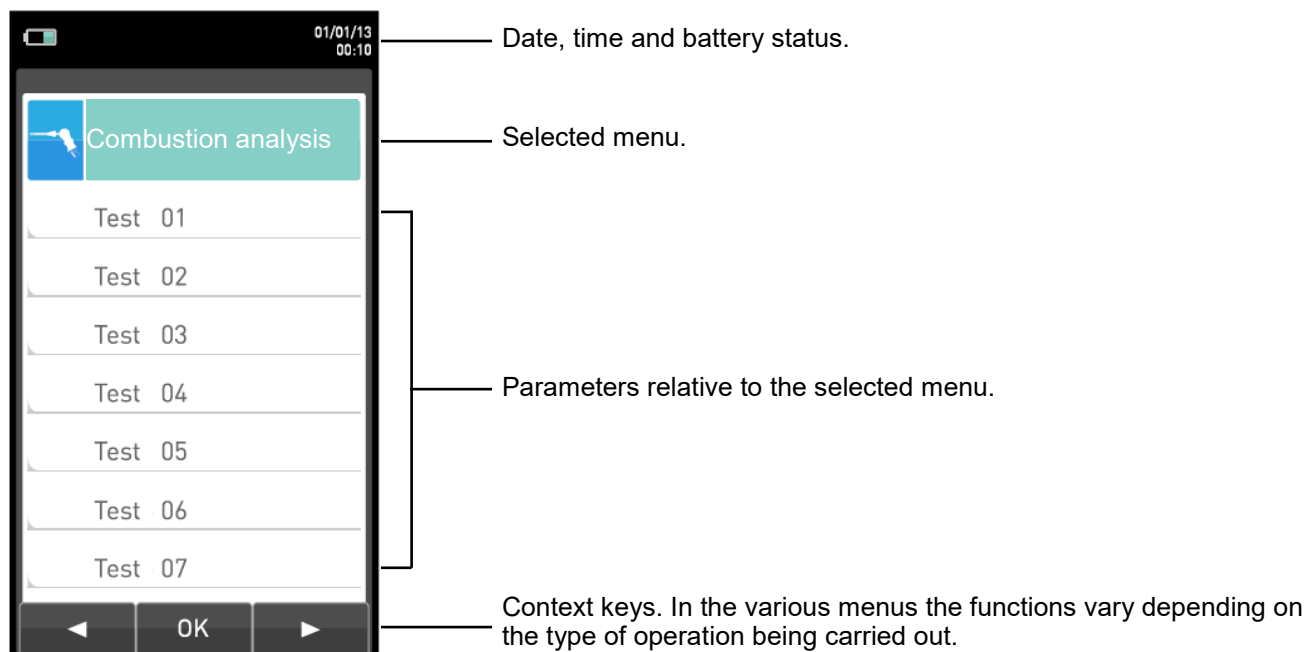 01/01/13
00:10
Date, time and battery status.
Combustion analysis
Selected menu.
Test 01
Test 02
Test 03
Test 04
Test 05
Test 06
Test 07
Parameters relative to the selected menu.
OK
Context keys. In the various menus the functions vary depending on
the type of operation being carried out.